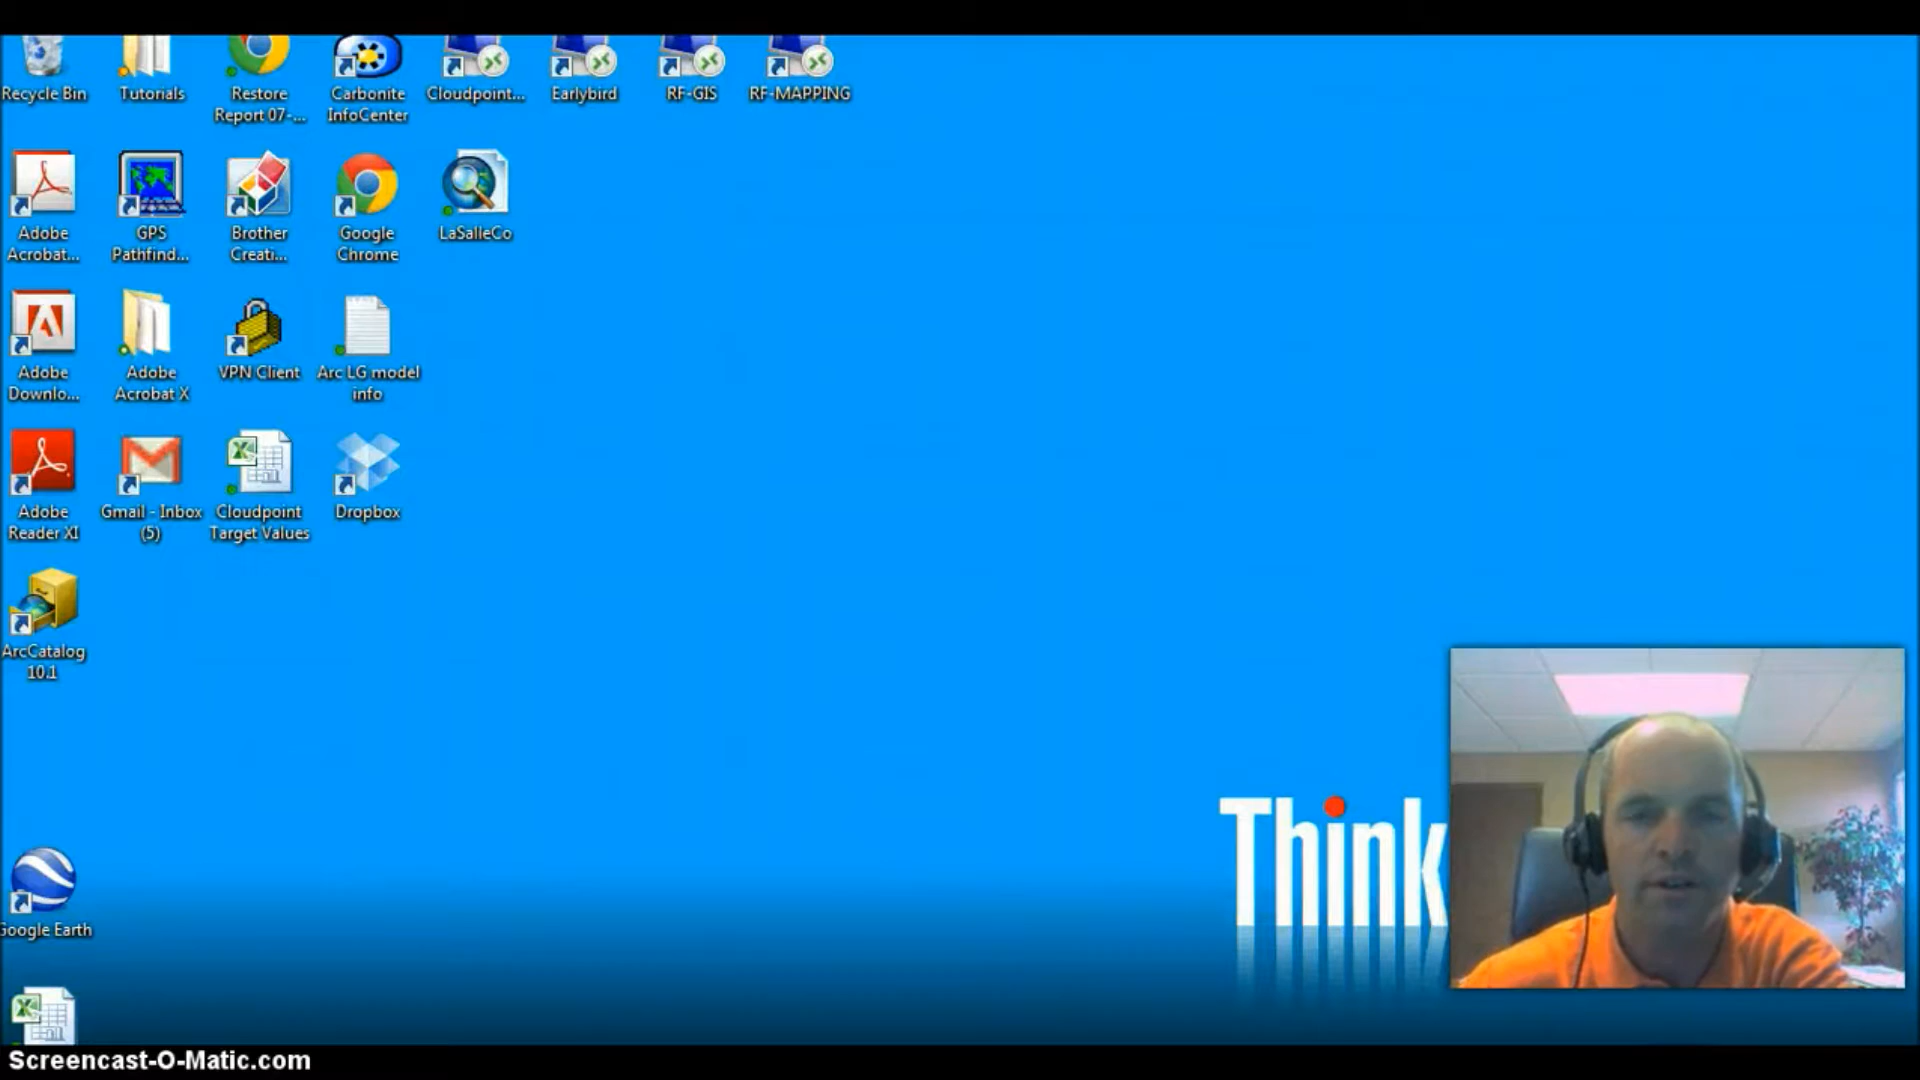 Recycle Bin
Tutorials
Restore
Report 07-...
Carbonite
InfoCenter
Cloudpoint...
Earlybird
RF-GIS
RF-MAPPING
Adobe
Acrobat...
GPS
Pathfind...
Brother
Creati...
Google
Chrome
LaSalleCo
Adobe
Downlo...
Adobe
Acrobat X
VPN Client
Arc LG model
info
Adobe
Reader XI
Gmail - Inbox
(5)
Cloudpoint
Target Values
Dropbox
ArcCatalog
10.1
Google Earth
Think
Screencast-O-Matic.com